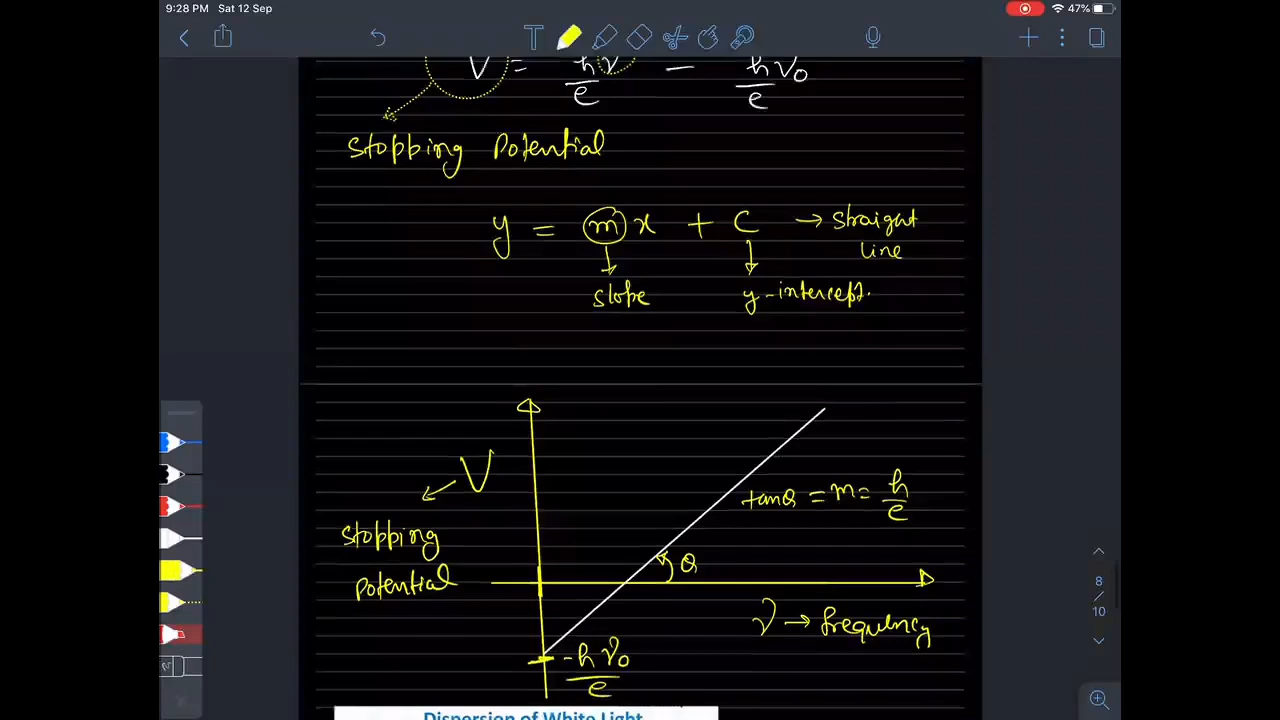 9:28 PM Sat 12 Sep
47%
V = hν/e - hν₀/e
Stopping Potential
y = mx + C → straight line
slope
y-intercept.
V
stopping
potential
tanθ = m = h/e
θ
ν → frequency
-hν₀/e
8
/
10
Dispersion of White Light